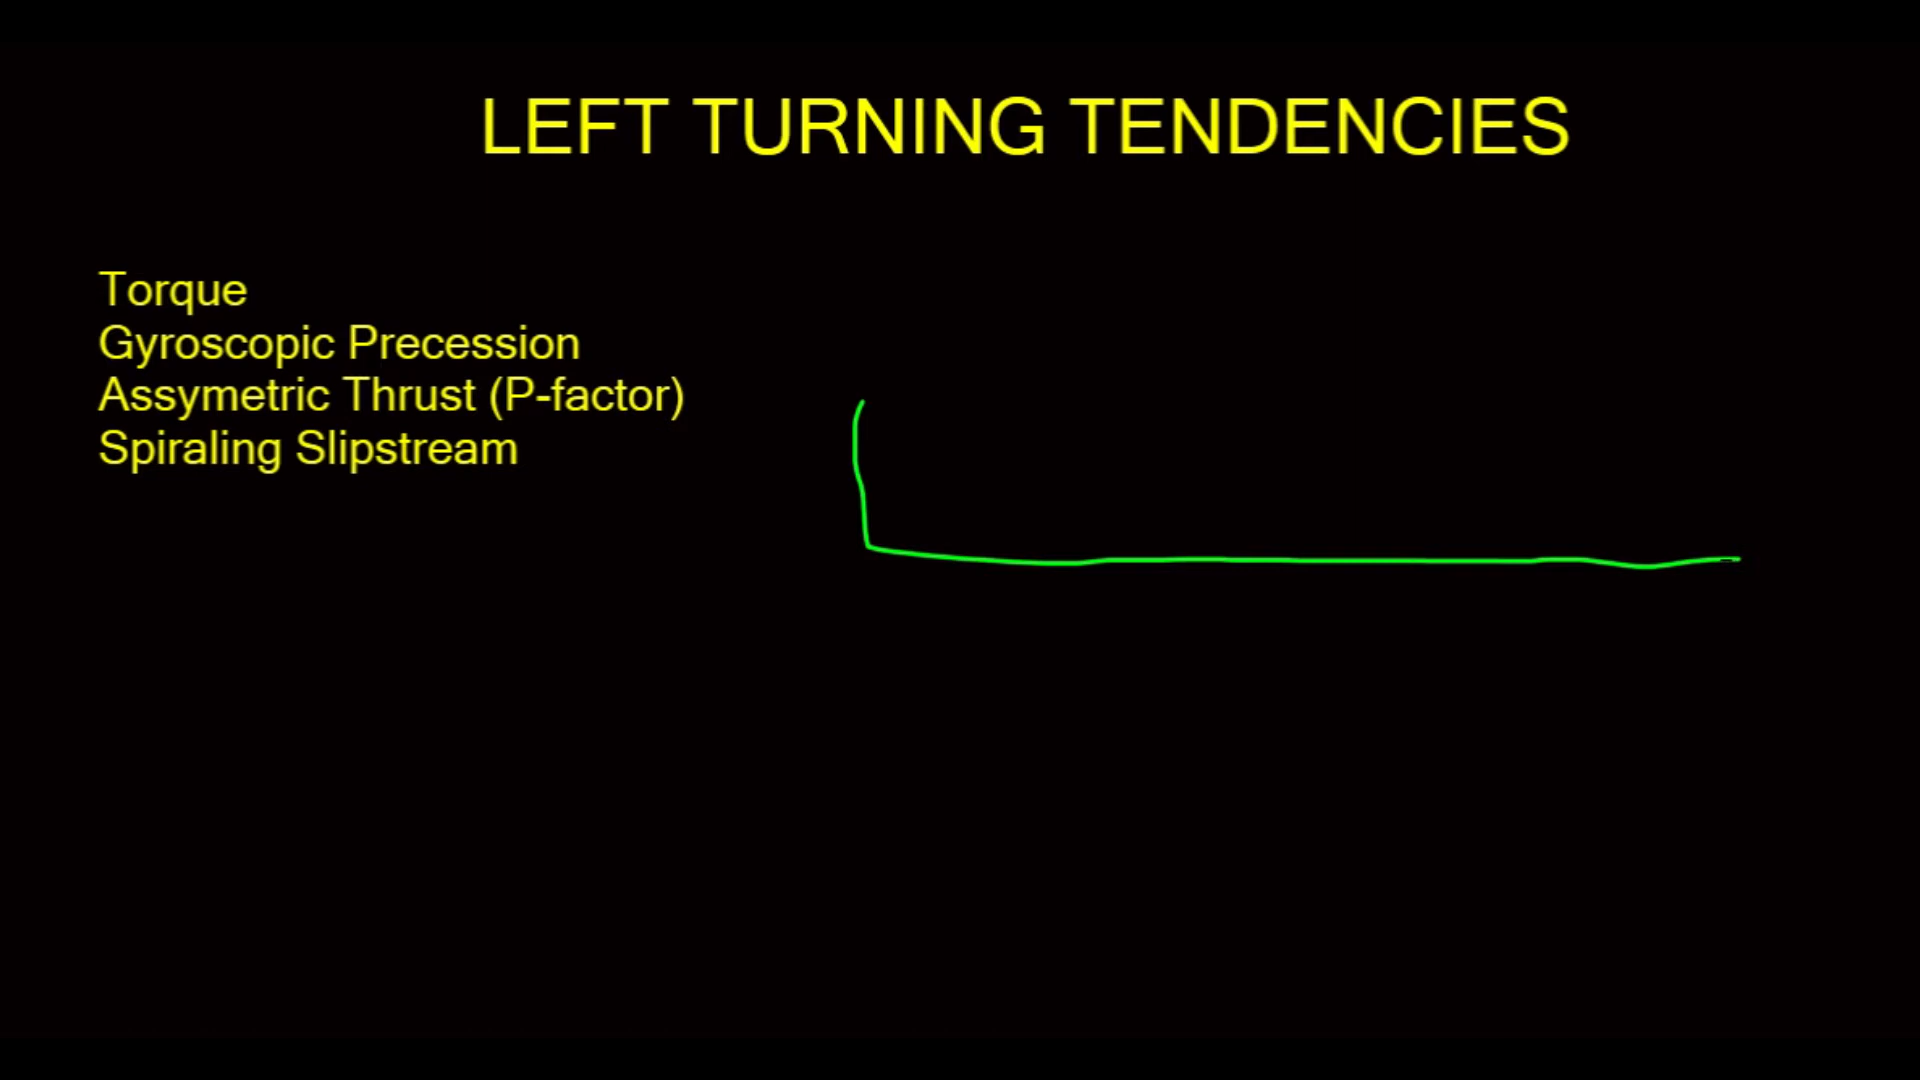 LEFT TURNING TENDENCIES
Torque
Gyroscopic Precession
Assymetric Thrust (P-factor)
Spiraling Slipstream